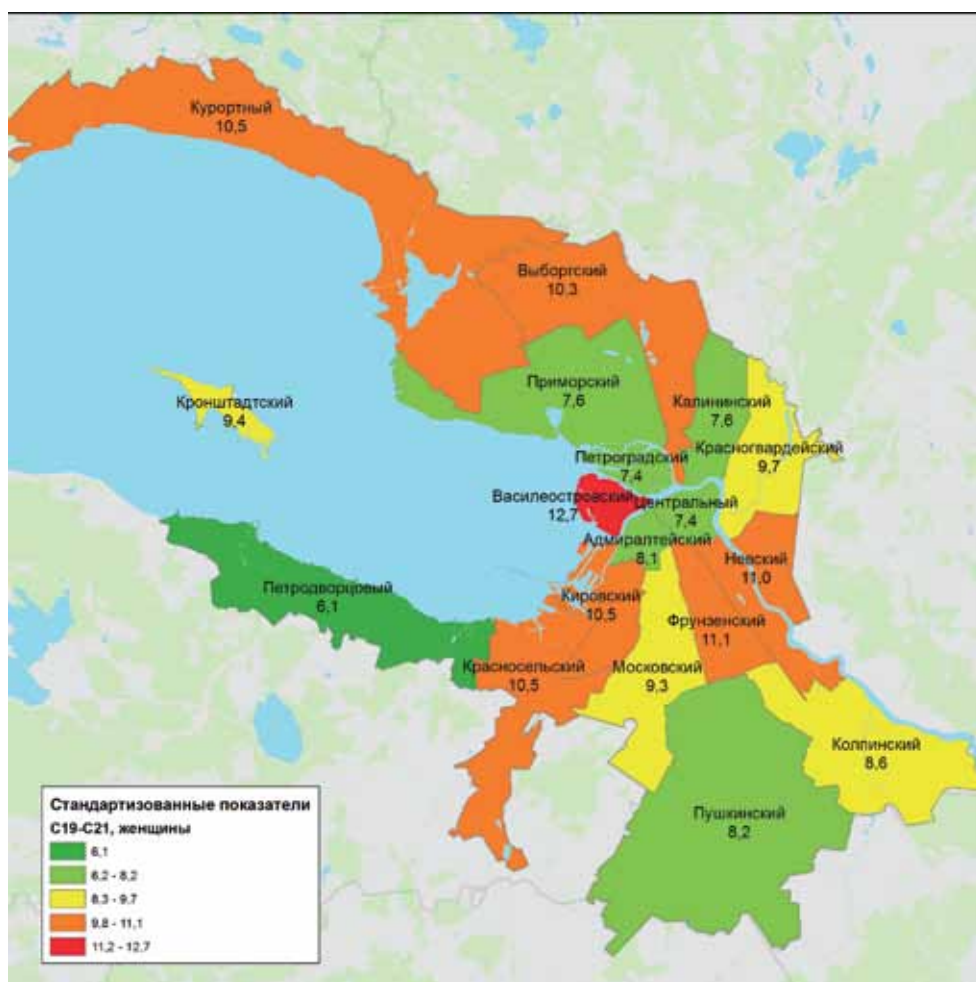 Курортный
10,5
Выборгский
10,3
Приморский
7,6
Калининский
7,6
Кронштадтский
9,4
Красногвардейский
9,7
Петроградский
7,4
Василеостровский
12,7
Центральный
7,4
Адмиралтейский
8,1
Невский
11,0
Петродворцовый
6,1
Кировский
10,5
Фрунзенский
11,1
Красносельский
10,5
Московский
9,3
Колпинский
8,6
Пушкинский
8,2
Стандартизованные показатели
С19-С21, женщины
6,1
6,2 - 8,2
8,3 - 9,7
9,8 - 11,1
11,2 - 12,7